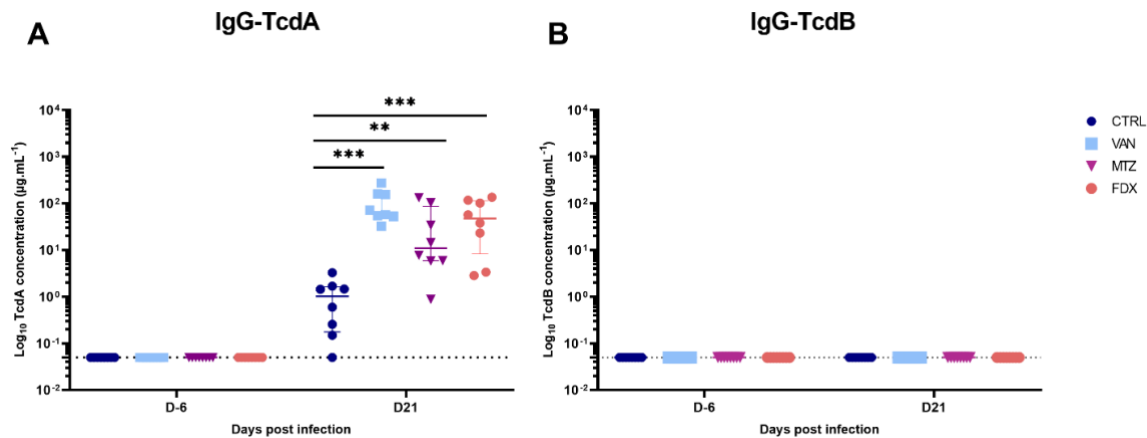 A
IgG-TcdA
Log₁₀ TcdA concentration (µg.mL⁻¹)
10⁴
10³
10²
10¹
10⁰
10⁻¹
10⁻²
***
**
***
D-6
D21
Days post infection
B
IgG-TcdB
Log₁₀ TcdB concentration (µg.mL⁻¹)
10⁴
10³
10²
10¹
10⁰
10⁻¹
10⁻²
D-6
D21
Days post infection
CTRL
VAN
MTZ
FDX